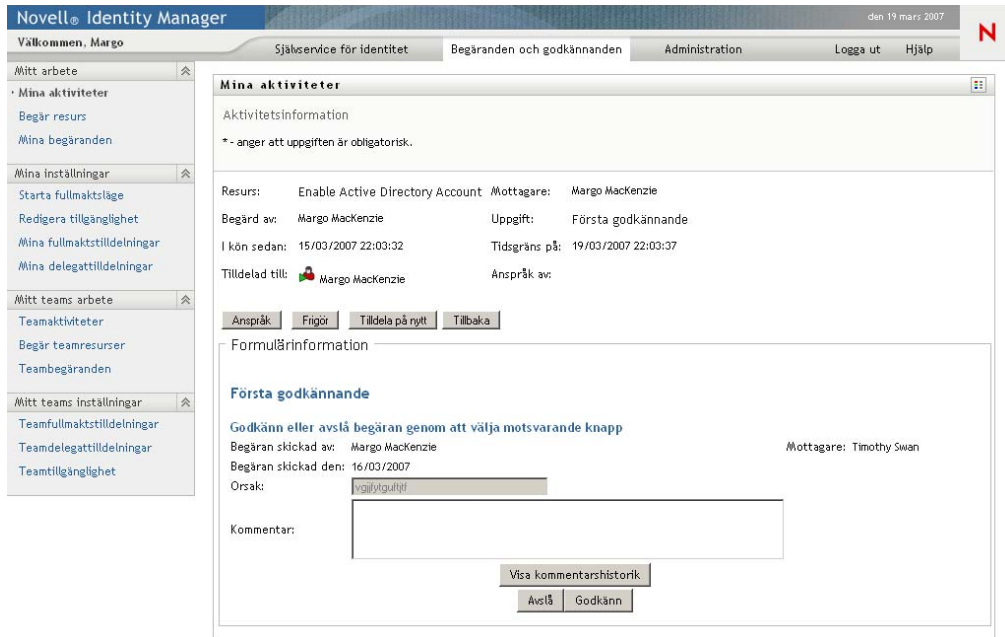 Novell® Identity Manager
den 19 mars 2007
N
Välkommen, Margo
Självservice för identitet
Begäranden och godkännanden
Administration
Logga ut
Hjälp
Mitt arbete
Mina aktiviteter
Begär resurs
Mina begäranden
Mina inställningar
Starta fullmaktsläge
Redigera tillgänglighet
Mina fullmaktstilldelningar
Mina delegattilldelningar
Mitt teams arbete
Teamaktiviteter
Begär teamresurser
Teambegäranden
Mitt teams inställningar
Teamfullmaktstilldelningar
Teamdelegattilldelningar
Teamtillgänglighet
Mina aktiviteter
Aktivitetsinformation
* - anger att uppgiften är obligatorisk.
Resurs: Enable Active Directory Account Mottagare: Margo MacKenzie
Begärd av: Margo MacKenzie Uppgift: Första godkännande
I kön sedan: 15/03/2007 22:03:32 Tidsgräns på: 19/03/2007 22:03:37
Tilldelad till: Margo MacKenzie Anspråk av:
Anspråk Frigör Tilldela på nytt Tillbaka
Formulärinformation
Första godkännande
Godkänn eller avslå begäran genom att välja motsvarande knapp
Begäran skickad av: Margo MacKenzie Mottagare: Timothy Swan
Begäran skickad den: 16/03/2007
Orsak:
Kommentar:
Visa kommentarshistorik
Avslå Godkänn